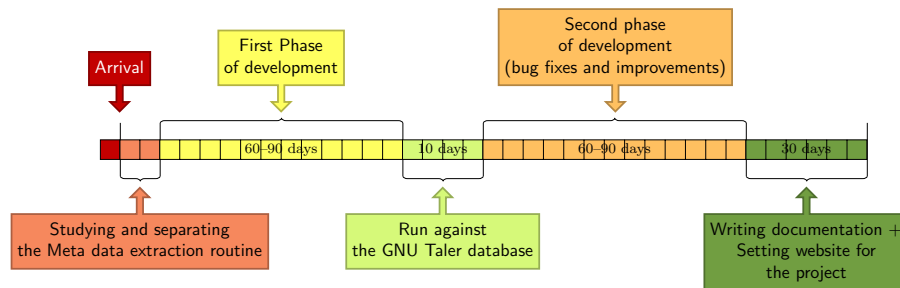 Arrival
First Phase
of development
Second phase
of development
(bug fixes and improvements)
60–90 days
10 days
60–90 days
30 days
Studying and separating
the Meta data extraction routine
Run against
the GNU Taler database
Writing documentation +
Setting website for
the project